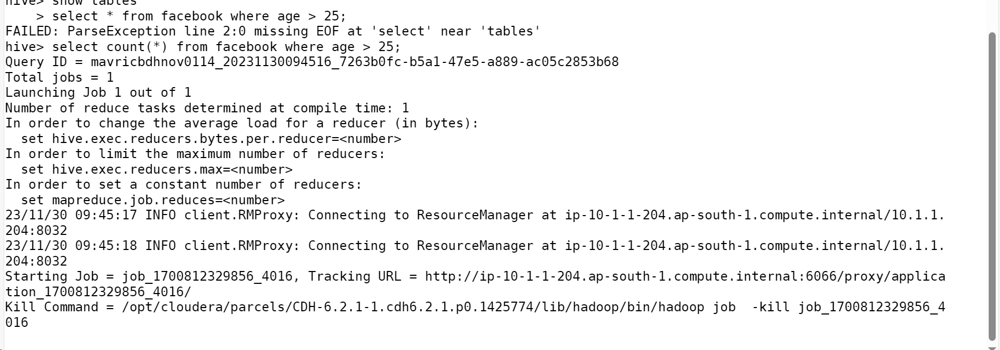 hive> show tables
    > select * from facebook where age > 25;
FAILED: ParseException line 2:0 missing EOF at 'select' near 'tables'
hive> select count(*) from facebook where age > 25;
Query ID = mavricbdhnov0114_20231130094516_7263b0fc-b5a1-47e5-a889-ac05c2853b68
Total jobs = 1
Launching Job 1 out of 1
Number of reduce tasks determined at compile time: 1
In order to change the average load for a reducer (in bytes):
  set hive.exec.reducers.bytes.per.reducer=<number>
In order to limit the maximum number of reducers:
  set hive.exec.reducers.max=<number>
In order to set a constant number of reducers:
  set mapreduce.job.reduces=<number>
23/11/30 09:45:17 INFO client.RMProxy: Connecting to ResourceManager at ip-10-1-1-204.ap-south-1.compute.internal/10.1.1.
204:8032
23/11/30 09:45:18 INFO client.RMProxy: Connecting to ResourceManager at ip-10-1-1-204.ap-south-1.compute.internal/10.1.1.
204:8032
Starting Job = job_1700812329856_4016, Tracking URL = http://ip-10-1-1-204.ap-south-1.compute.internal:6066/proxy/applica
tion_1700812329856_4016/
Kill Command = /opt/cloudera/parcels/CDH-6.2.1-1.cdh6.2.1.p0.1425774/lib/hadoop/bin/hadoop job  -kill job_1700812329856_4
016